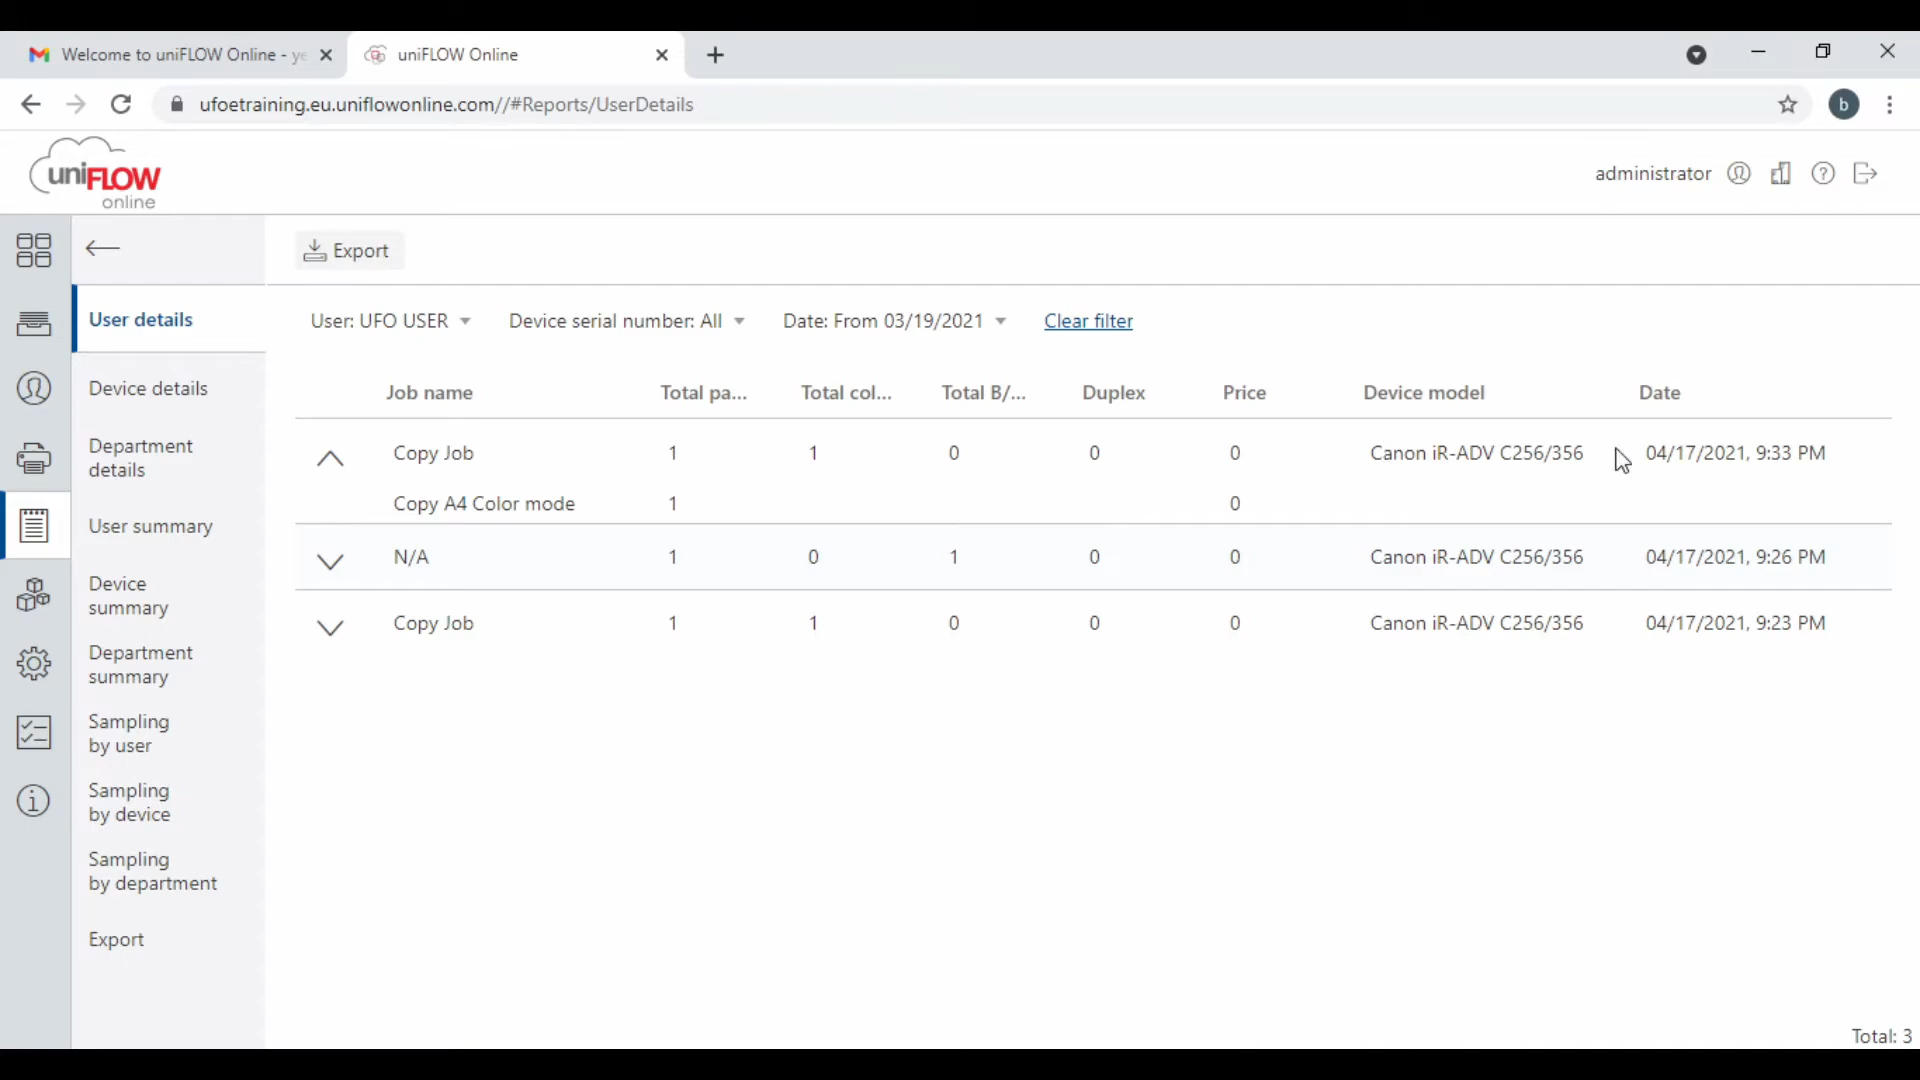 Welcome to uniFLOW Online - ye
uniFLOW Online
ufoetraining.eu.uniflowonline.com//#Reports/UserDetails
b
uniFLOW
online
administrator
Export
User details
User: UFO USER
Device serial number: All
Date: From 03/19/2021
Clear filter
Device details
Department
details
User summary
Device
summary
Department
summary
Sampling
by user
Sampling
by device
Sampling
by department
Export
Job name Total pa... Total col... Total B/... Duplex Price Device model Date
Copy Job 1 1 0 0 0 Canon iR-ADV C256/356 04/17/2021, 9:33 PM
Copy A4 Color mode 1 0
N/A 1 0 1 0 0 Canon iR-ADV C256/356 04/17/2021, 9:26 PM
Copy Job 1 1 0 0 0 Canon iR-ADV C256/356 04/17/2021, 9:23 PM
Total: 3